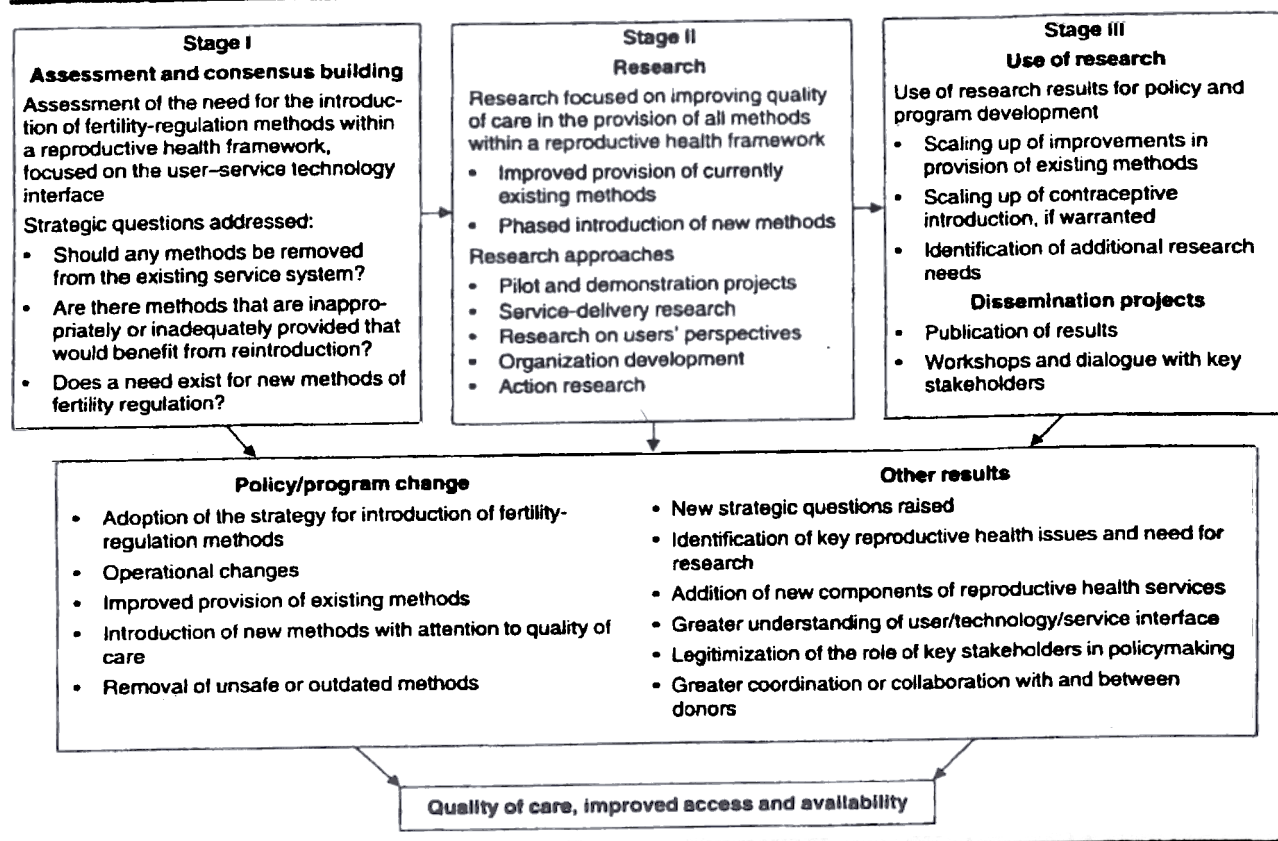 Stage I
Assessment and consensus building
Assessment of the need for the introduc-
tion of fertility-regulation methods within
a reproductive health framework,
focused on the user–service technology
interface
Strategic questions addressed:
• Should any methods be removed
from the existing service system?
• Are there methods that are inappro-
priately or inadequately provided that
would benefit from reintroduction?
• Does a need exist for new methods of
fertility regulation?
Stage II
Research
Research focused on improving quality
of care in the provision of all methods
within a reproductive health framework
• Improved provision of currently
existing methods
• Phased introduction of new methods
Research approaches
• Pilot and demonstration projects
• Service-delivery research
• Research on users' perspectives
• Organization development
• Action research
Stage III
Use of research
Use of research results for policy and
program development
• Scaling up of improvements in
provision of existing methods
• Scaling up of contraceptive
introduction, if warranted
• Identification of additional research
needs
Dissemination projects
• Publication of results
• Workshops and dialogue with key
stakeholders
Policy/program change
• Adoption of the strategy for introduction of fertility-
regulation methods
• Operational changes
• Improved provision of existing methods
• Introduction of new methods with attention to quality of
care
• Removal of unsafe or outdated methods
Other results
• New strategic questions raised
• Identification of key reproductive health issues and need for
research
• Addition of new components of reproductive health services
• Greater understanding of user/technology/service interface
• Legitimization of the role of key stakeholders in policymaking
• Greater coordination or collaboration with and between
donors
Quality of care, improved access and availability